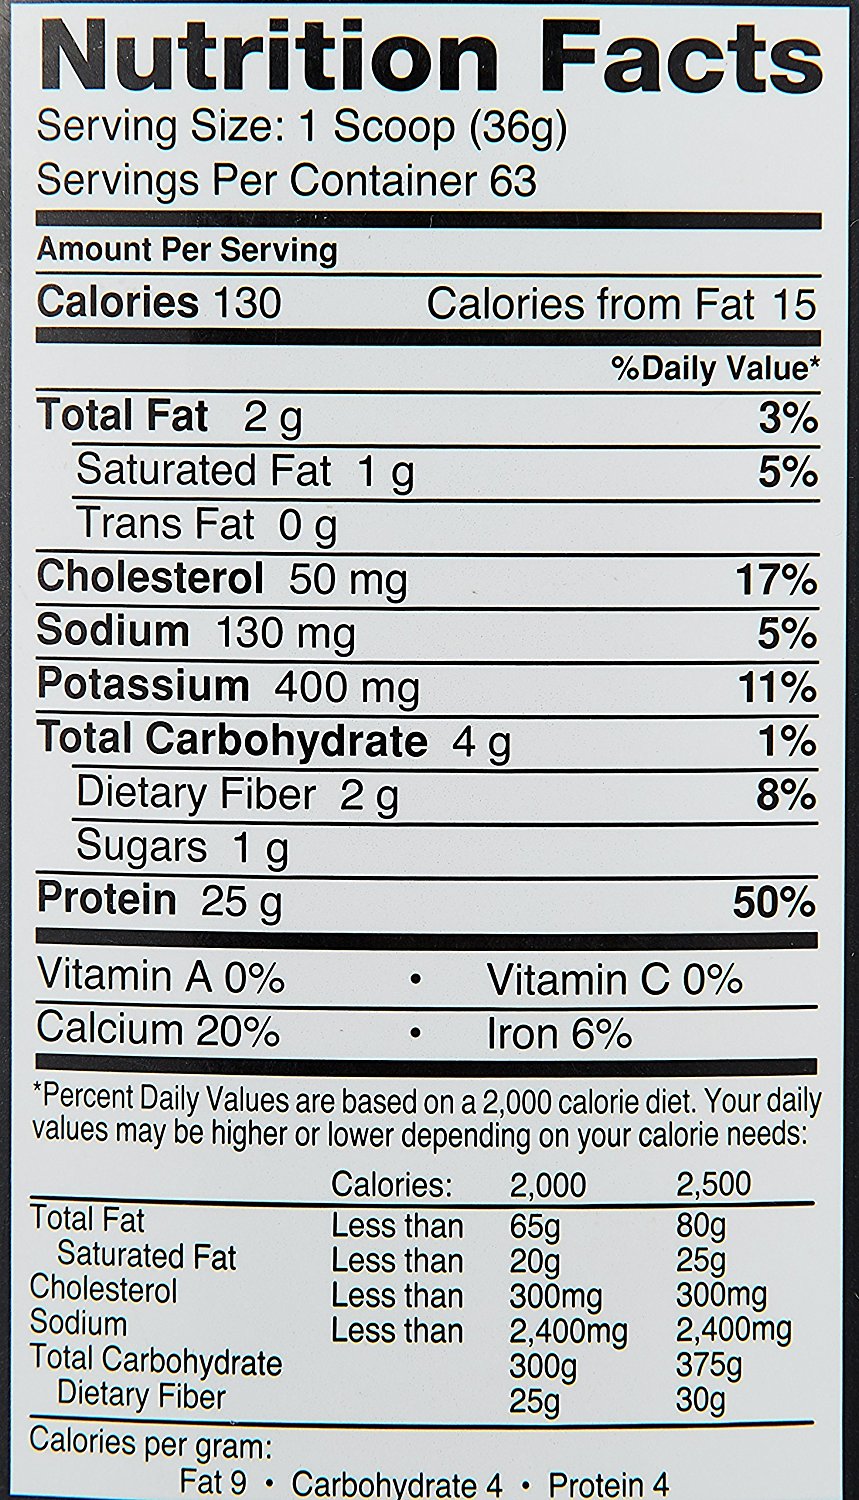 Nutrition Facts
Serving Size: 1 Scoop (36g)
Servings Per Container 63
Amount Per Serving
Calories 130 Calories from Fat 15
%Daily Value*
Total Fat 2 g 3%
Saturated Fat 1 g 5%
Trans Fat 0 g
Cholesterol 50 mg 17%
Sodium 130 mg 5%
Potassium 400 mg 11%
Total Carbohydrate 4 g 1%
Dietary Fiber 2 g 8%
Sugars 1 g
Protein 25 g 50%
Vitamin A 0% • Vitamin C 0%
Calcium 20% • Iron 6%
*Percent Daily Values are based on a 2,000 calorie diet. Your daily
values may be higher or lower depending on your calorie needs:
Calories: 2,000 2,500
Total Fat Less than 65g 80g
Saturated Fat Less than 20g 25g
Cholesterol Less than 300mg 300mg
Sodium Less than 2,400mg 2,400mg
Total Carbohydrate 300g 375g
Dietary Fiber 25g 30g
Calories per gram:
Fat 9 • Carbohydrate 4 • Protein 4